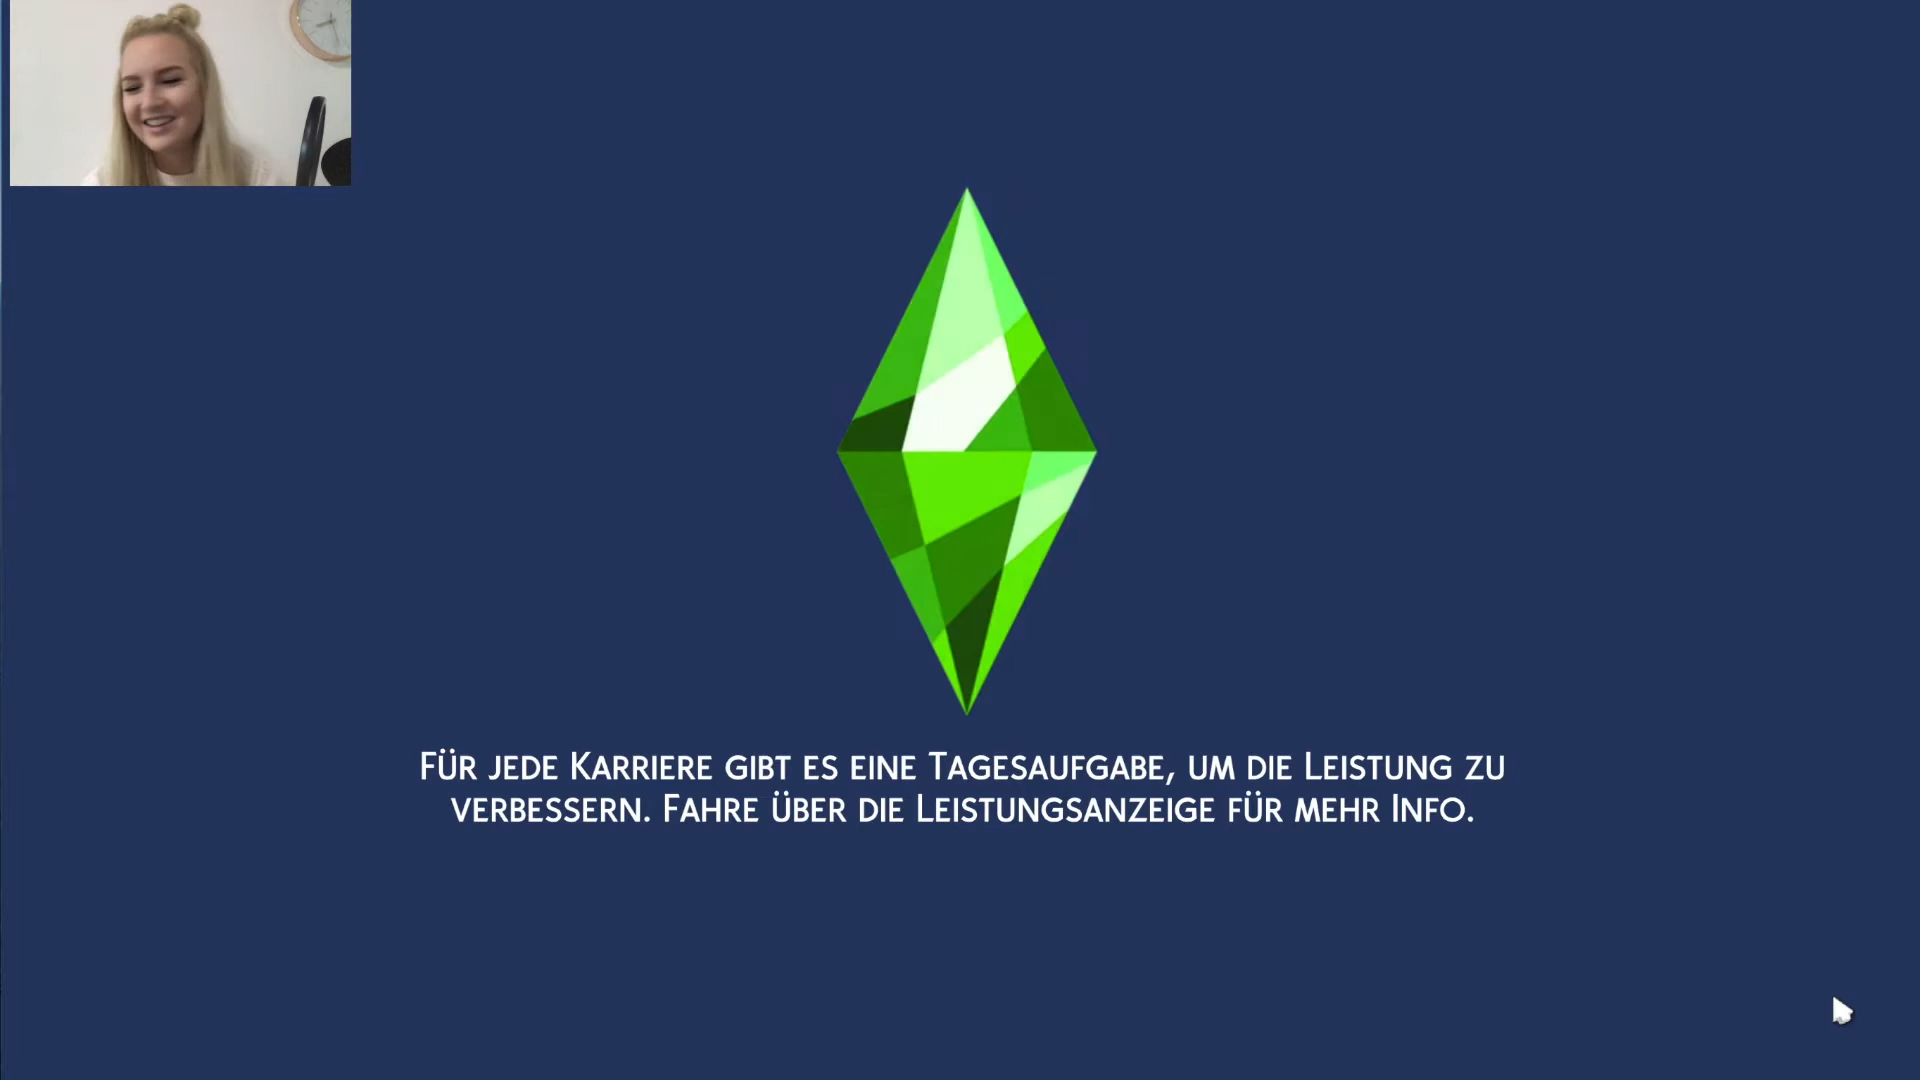 Für jede Karriere gibt es eine Tagesaufgabe, um die Leistung zu
verbessern. Fahre über die Leistungsanzeige für mehr Info.